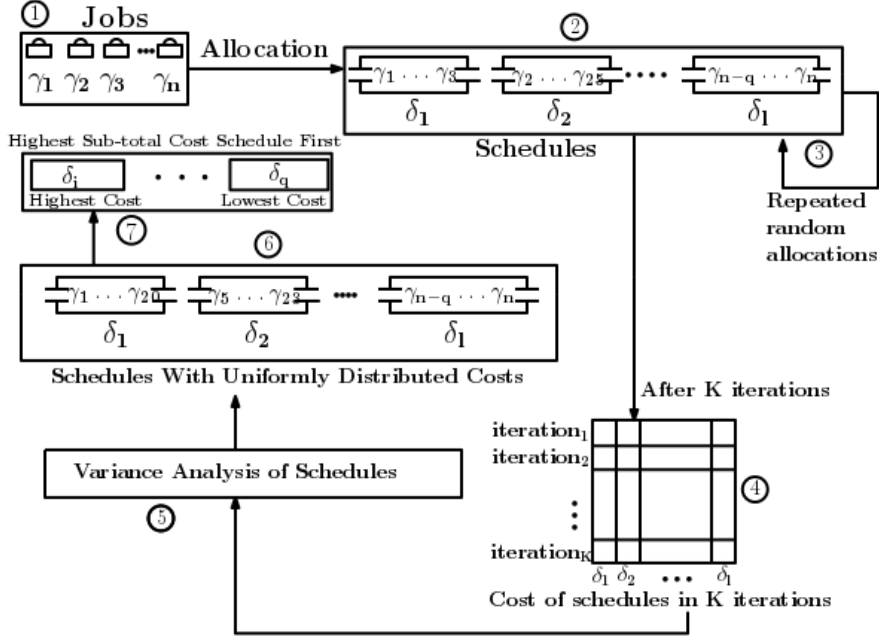 ① Jobs
γ₁ γ₂ γ₃ ••• γₙ
Allocation
②
γ₁ . . . γ₃ γ₂ . . . γ₂₅ •••• γₙ₋q . . . γₙ
δ₁ δ₂ δₗ
Schedules
③
Repeated
random
allocations
Highest Sub-total Cost Schedule First
δᵢ • • • δq
Highest Cost Lowest Cost
⑦
⑥
γ₁ . . . γ₂₀ γ₅ . . . γ₂₃ •••• γₙ₋q . . . γₙ
δ₁ δ₂ δₗ
Schedules With Uniformly Distributed Costs
After K iterations
Variance Analysis of Schedules
⑤
iteration₁
iteration₂
④
iterationK
δ₁ δ₂ ••• δₗ
Cost of schedules in K iterations